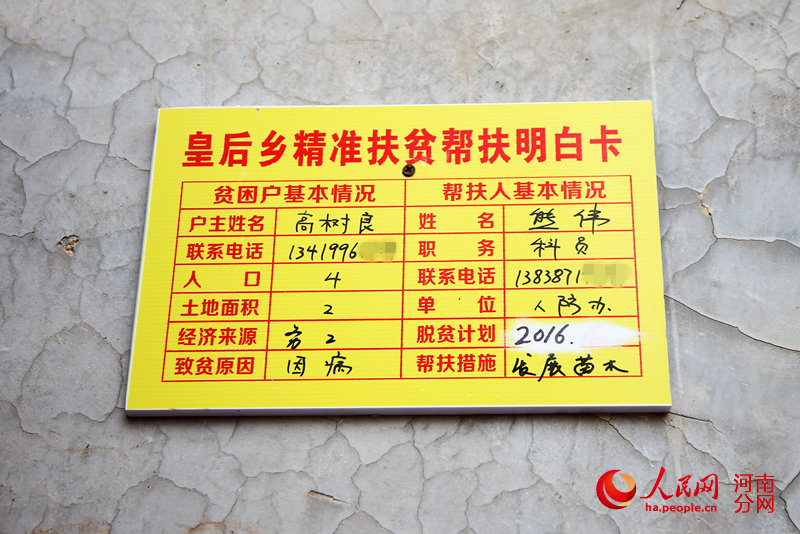 皇后乡精准扶贫帮扶明白卡
贫困户基本情况 帮扶人基本情况
户主姓名 高树良 姓 名 熊伟
联系电话 1341996 职 务 科员
人 口 4 联系电话 1383871
土地面积 2 单 位 人防办
经济来源 务工 脱贫计划 2016.
致贫原因 因病 帮扶措施 发展苗木
人民网 河南分网
ha.people.cn